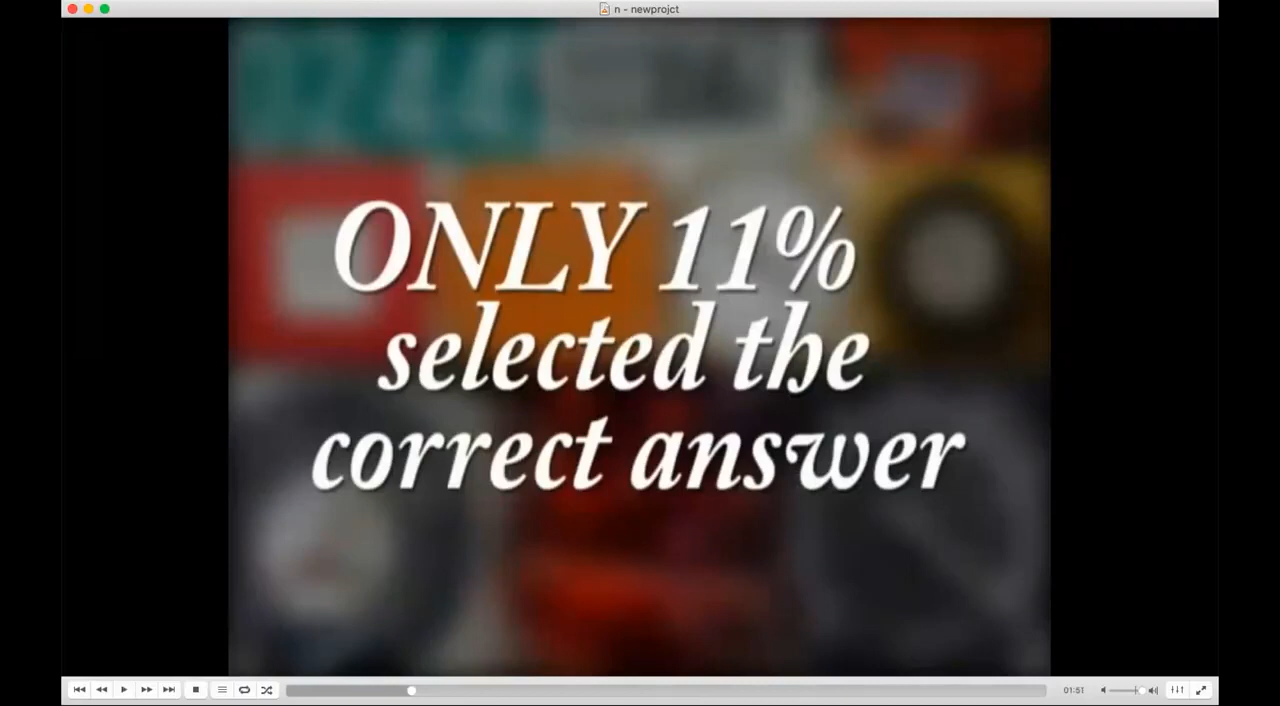 n - newprojct
ONLY 11%
selected the
correct answer
01:51